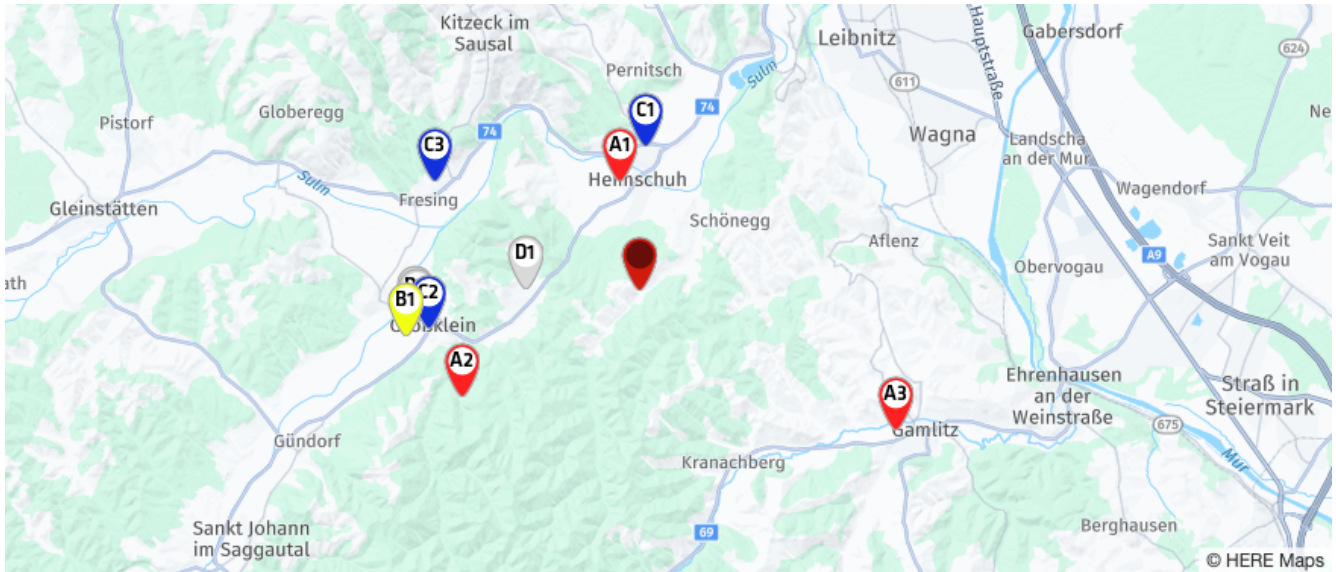 Kitzeck im
Sausal
Leibnitz
Gabersdorf
624
Hauptstraße
Pernitsch
Sulm
611
Globeregg
Pistorf
74
C1
74
Wagna
Landscha
an der Mur
Ne
C3
A1
Heimschuh
Sulm
Fresing
Wagendorf
Gleinstätten
Schönegg
Aflenz
Sankt Veit
am Vogau
A9
Obervogau
D1
ath
B1
C2
Großklein
A2
Ehrenhausen
an der
Weinstraße
Straß in
Steiermark
A3
Gamlitz
675
Gündorf
Kranachberg
Mur
Sankt Johann
im Saggautal
69
Berghausen
© HERE Maps